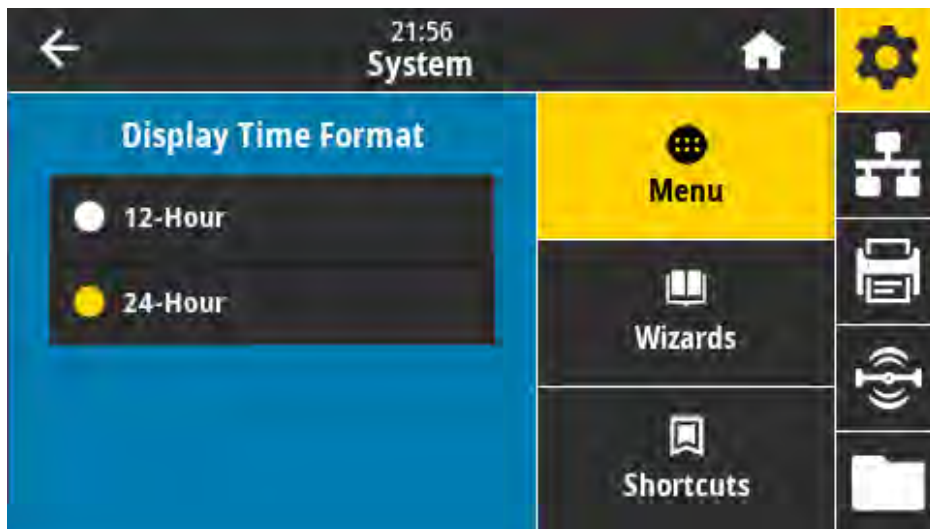 21:56
System
Display Time Format
12-Hour
24-Hour
Menu
Wizards
Shortcuts